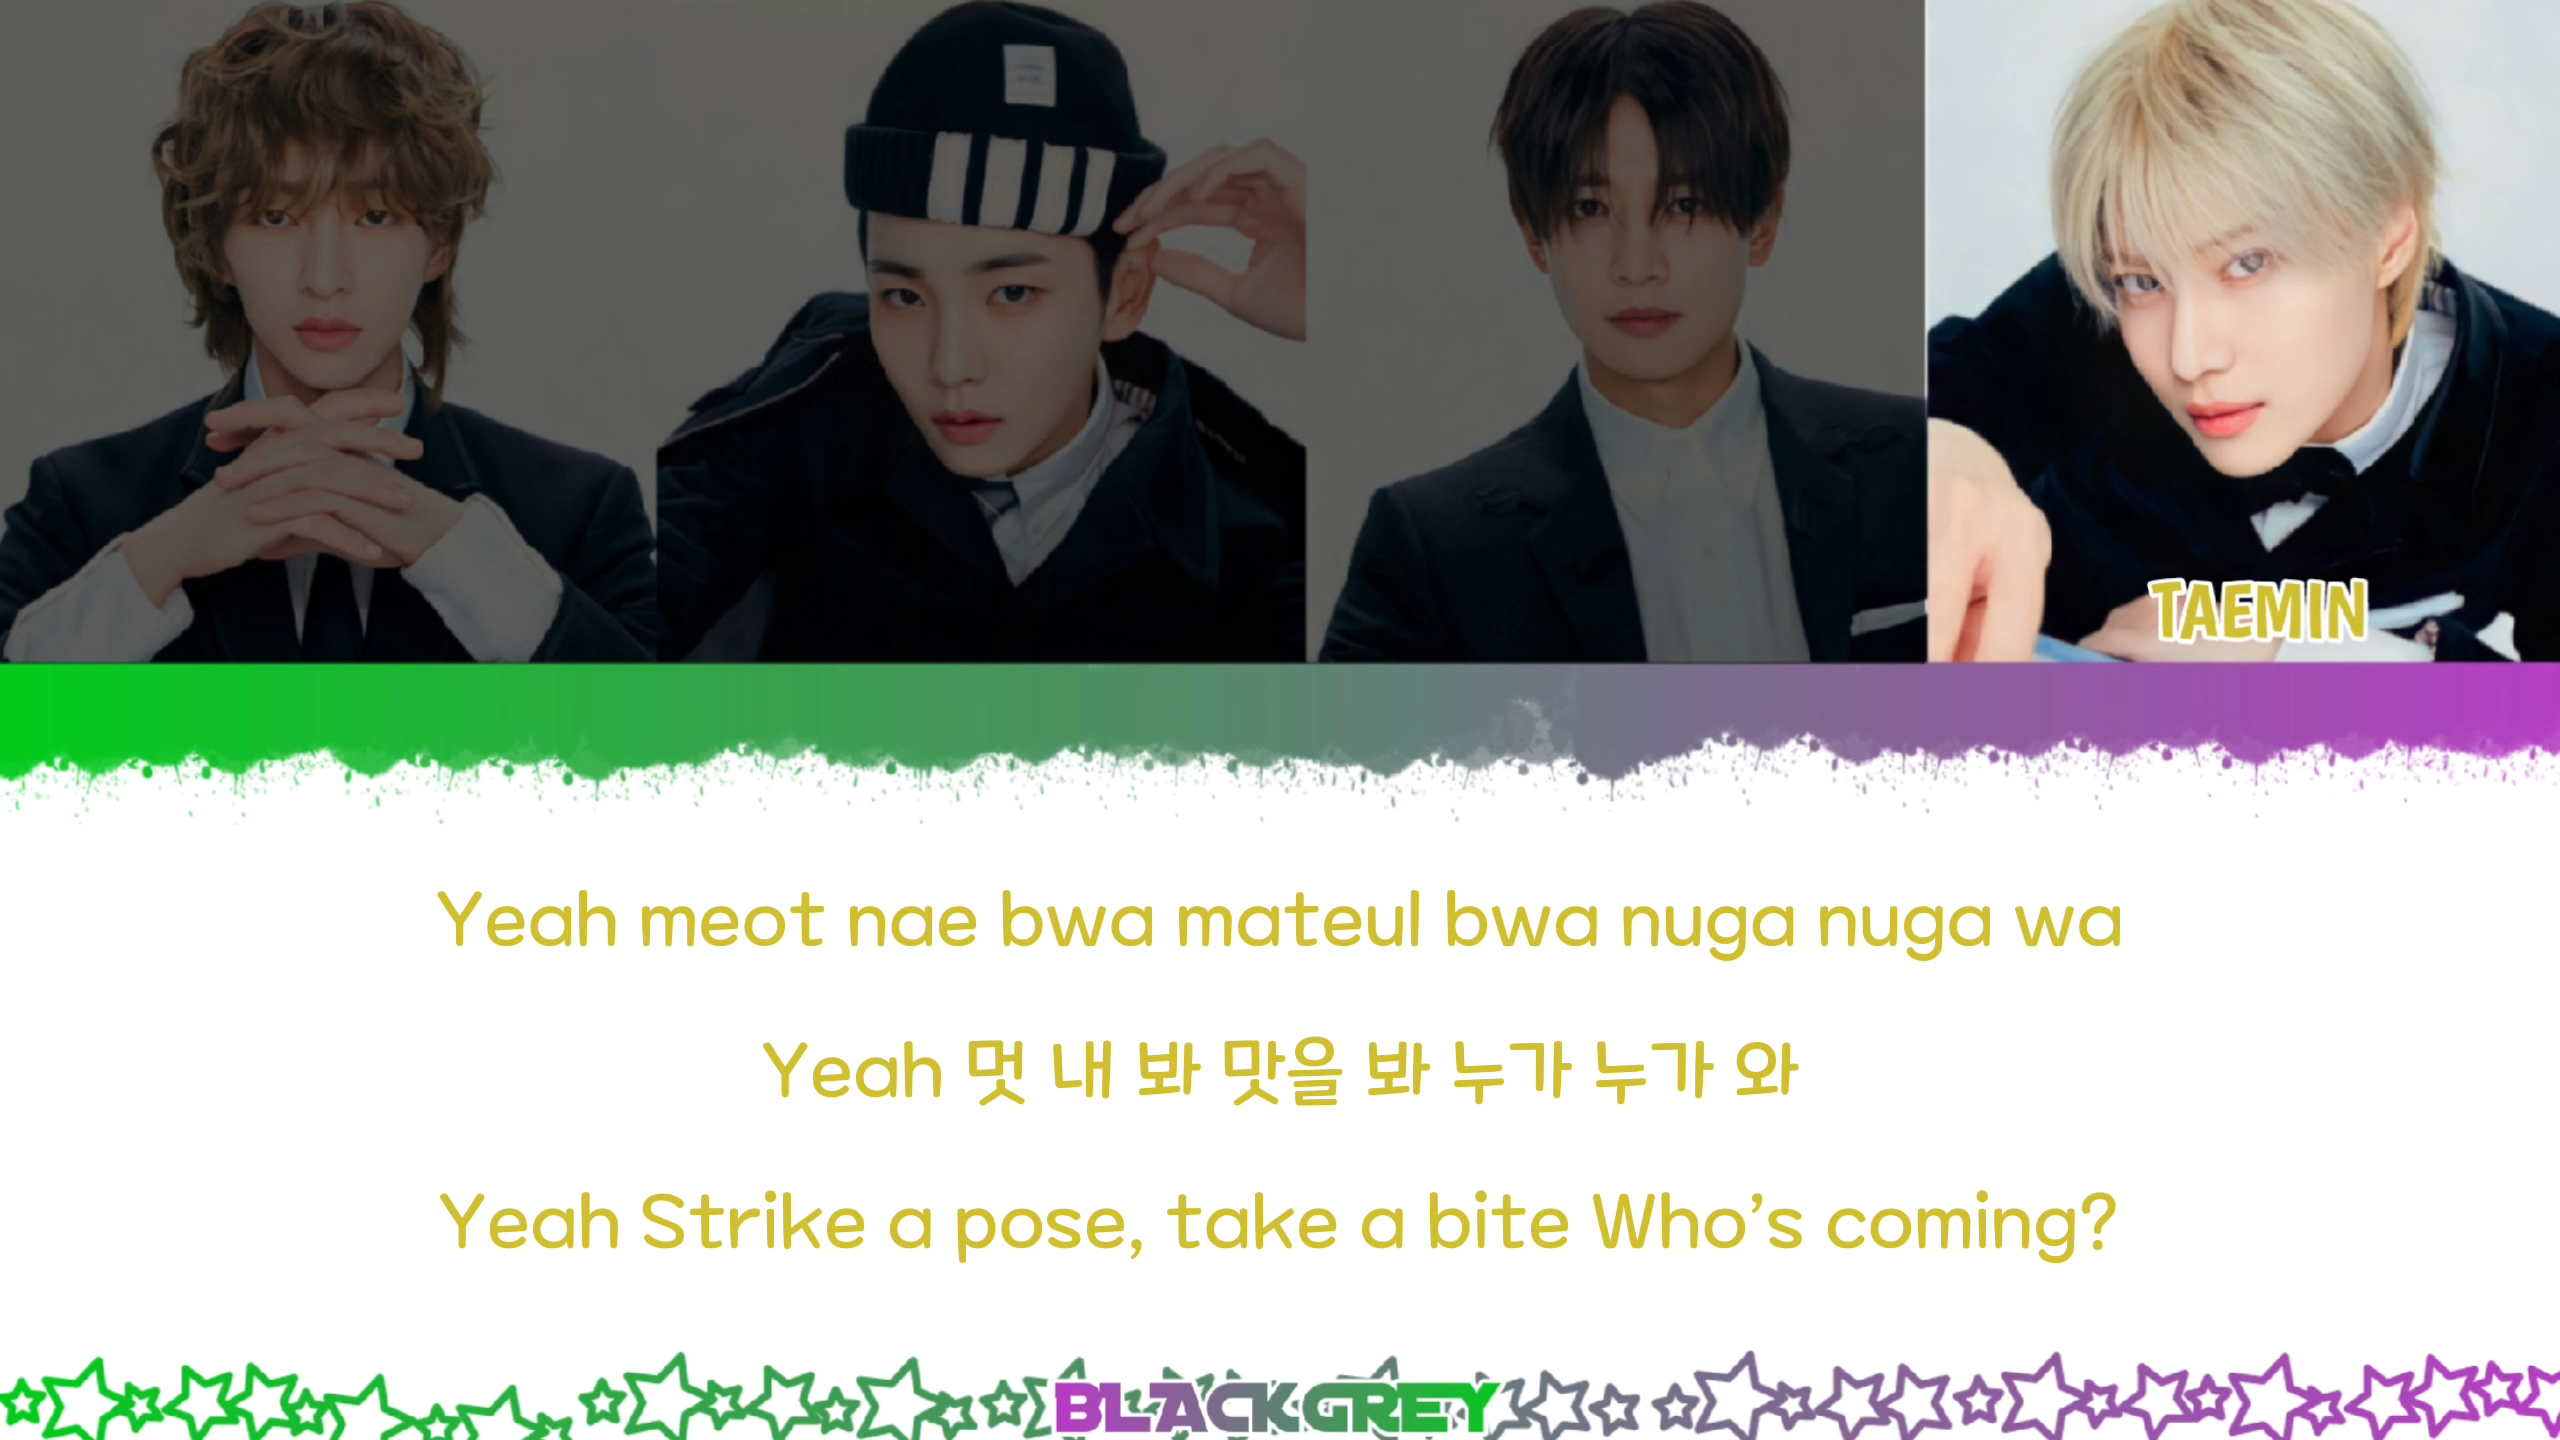 TAEMIN
Yeah meot nae bwa mateul bwa nuga nuga wa
Yeah 멋 내 봐 맛을 봐 누가 누가 와
Yeah Strike a pose, take a bite Who’s coming?
BLACKGREY